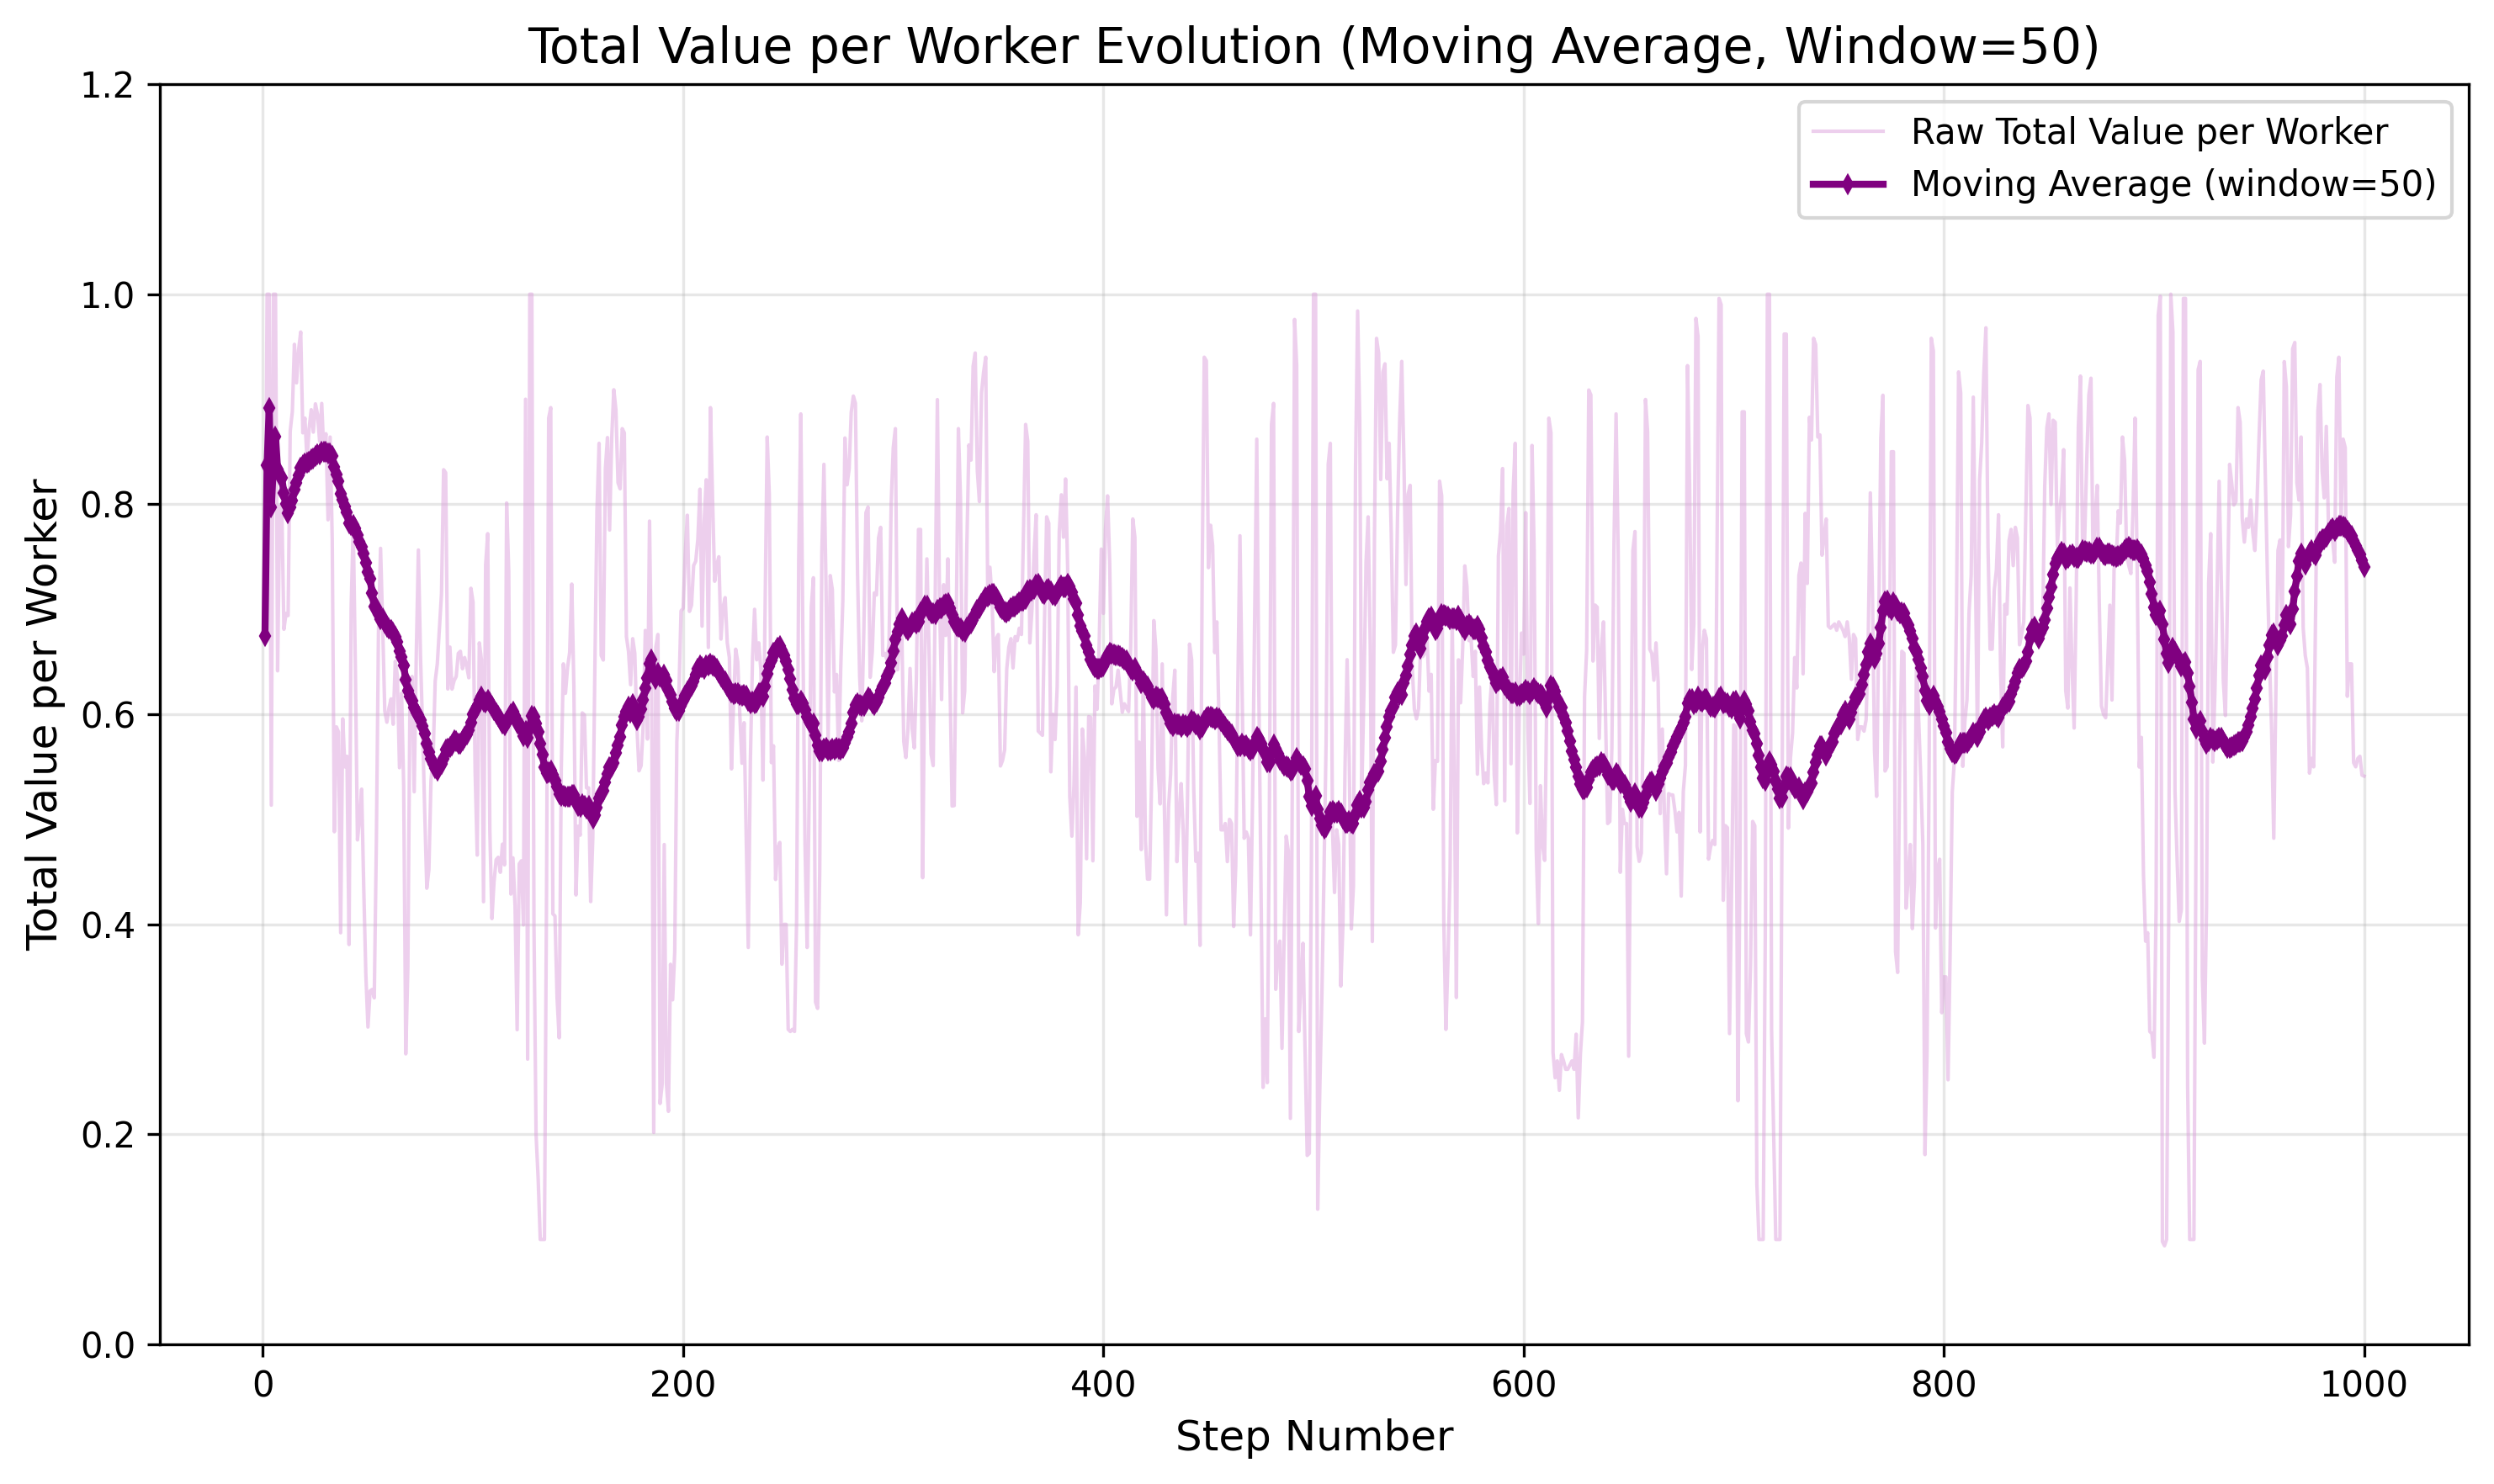 Total Value per Worker Evolution (Moving Average, Window=50)
Raw Total Value per Worker
Moving Average (window=50)
Total Value per Worker
1.2
1.0
0.8
0.6
0.4
0.2
0.0
0 200 400 600 800 1000
Step Number